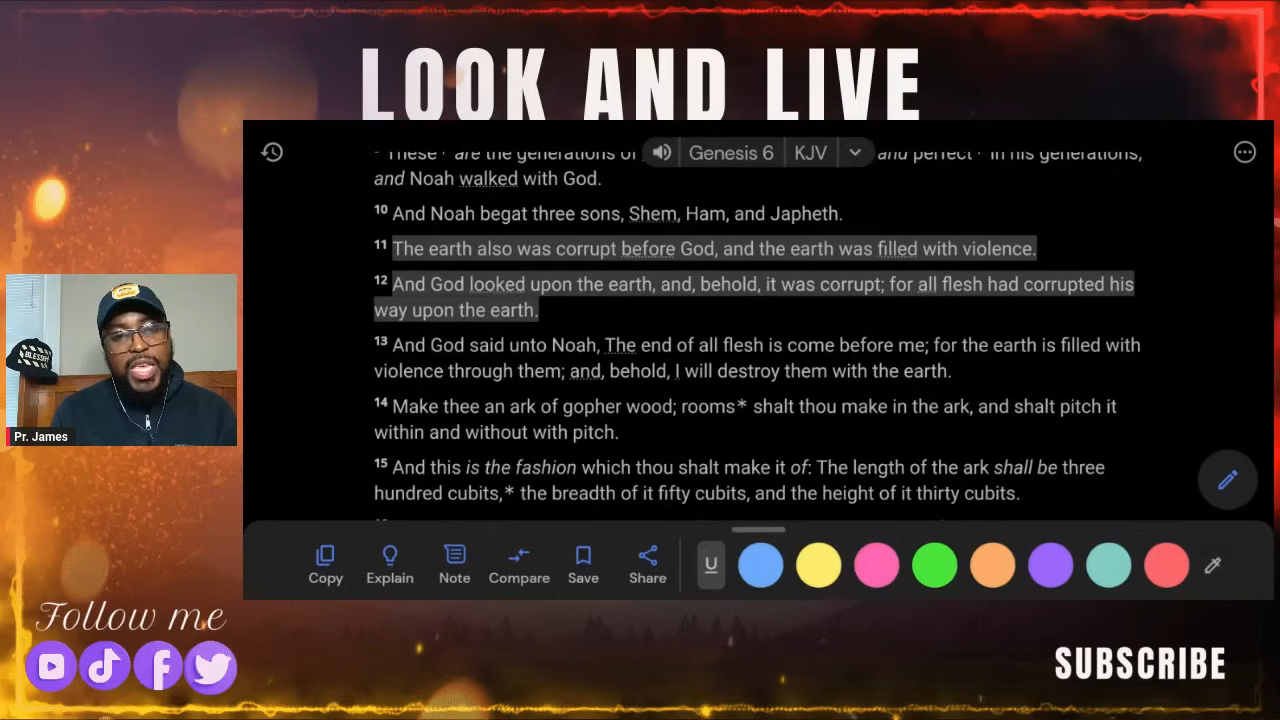 LOOK AND LIVE
Genesis 6 KJV
These are the generations of and perfect in his generations,
and Noah walked with God.
10 And Noah begat three sons, Shem, Ham, and Japheth.
11 The earth also was corrupt before God, and the earth was filled with violence.
12 And God looked upon the earth, and, behold, it was corrupt; for all flesh had corrupted his
way upon the earth.
13 And God said unto Noah, The end of all flesh is come before me; for the earth is filled with
violence through them; and, behold, I will destroy them with the earth.
14 Make thee an ark of gopher wood; rooms* shalt thou make in the ark, and shalt pitch it
within and without with pitch.
15 And this is the fashion which thou shalt make it of: The length of the ark shall be three
hundred cubits,* the breadth of it fifty cubits, and the height of it thirty cubits.
BLESSED
Pr. James
Copy Explain Note Compare Save Share U
Follow me
SUBSCRIBE